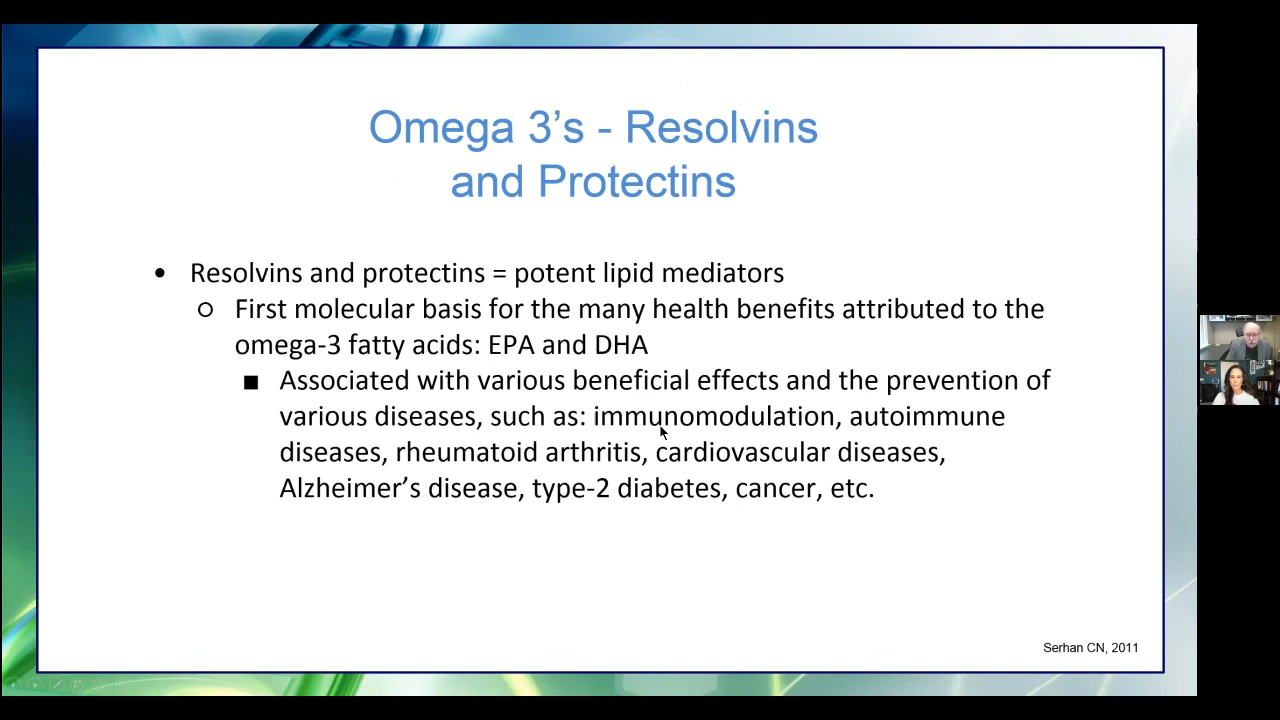 Omega 3’s - Resolvins
and Protectins
• Resolvins and protectins = potent lipid mediators
○ First molecular basis for the many health benefits attributed to the
omega-3 fatty acids: EPA and DHA
■ Associated with various beneficial effects and the prevention of
various diseases, such as: immunomodulation, autoimmune
diseases, rheumatoid arthritis, cardiovascular diseases,
Alzheimer’s disease, type-2 diabetes, cancer, etc.
Serhan CN, 2011